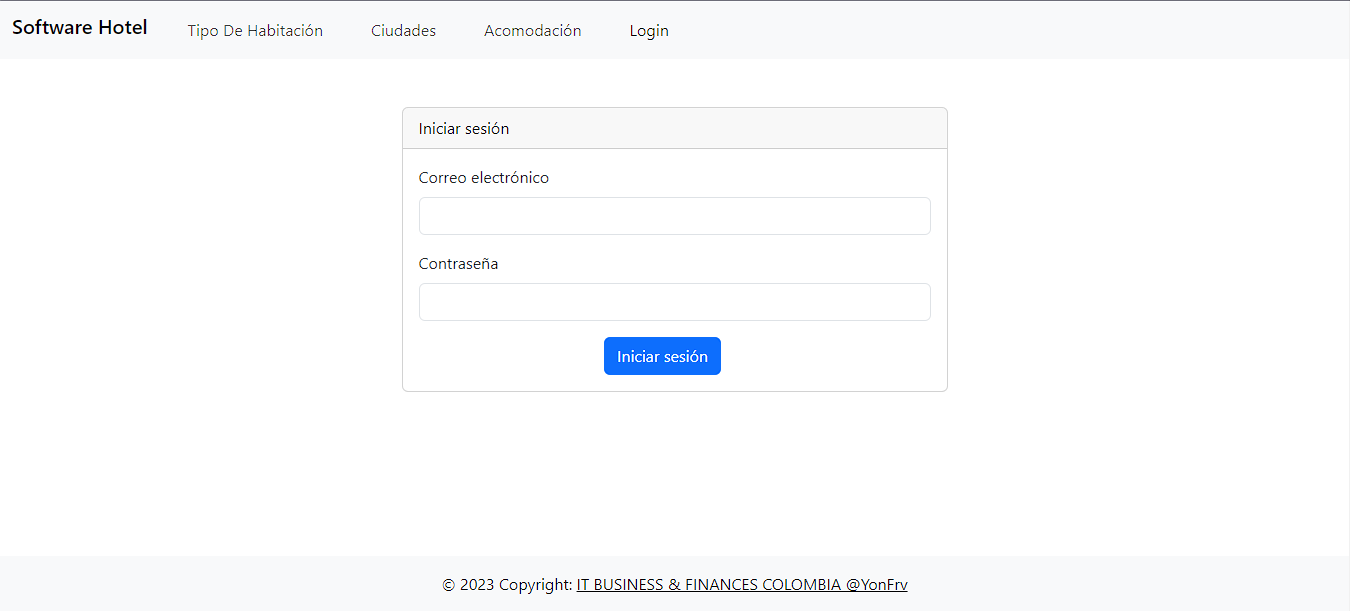 Software Hotel Tipo De Habitación Ciudades Acomodación Login
Iniciar sesión
Correo electrónico
Contraseña
Iniciar sesión
© 2023 Copyright: IT BUSINESS & FINANCES COLOMBIA @YonFrv